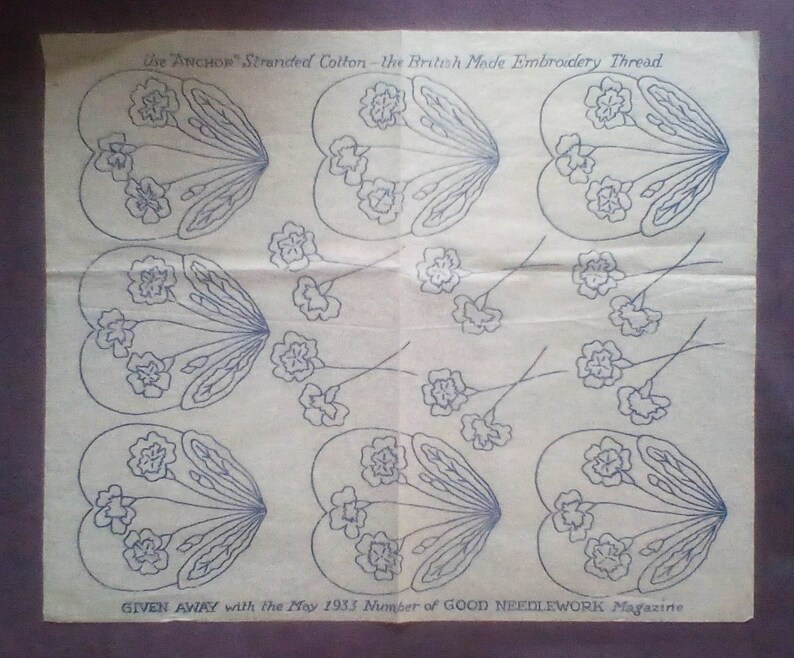 Use "ANCHOR" Stranded Cotton – the British Made Embroidery Thread
GIVEN AWAY with the May 1933 Number of GOOD NEEDLEWORK Magazine